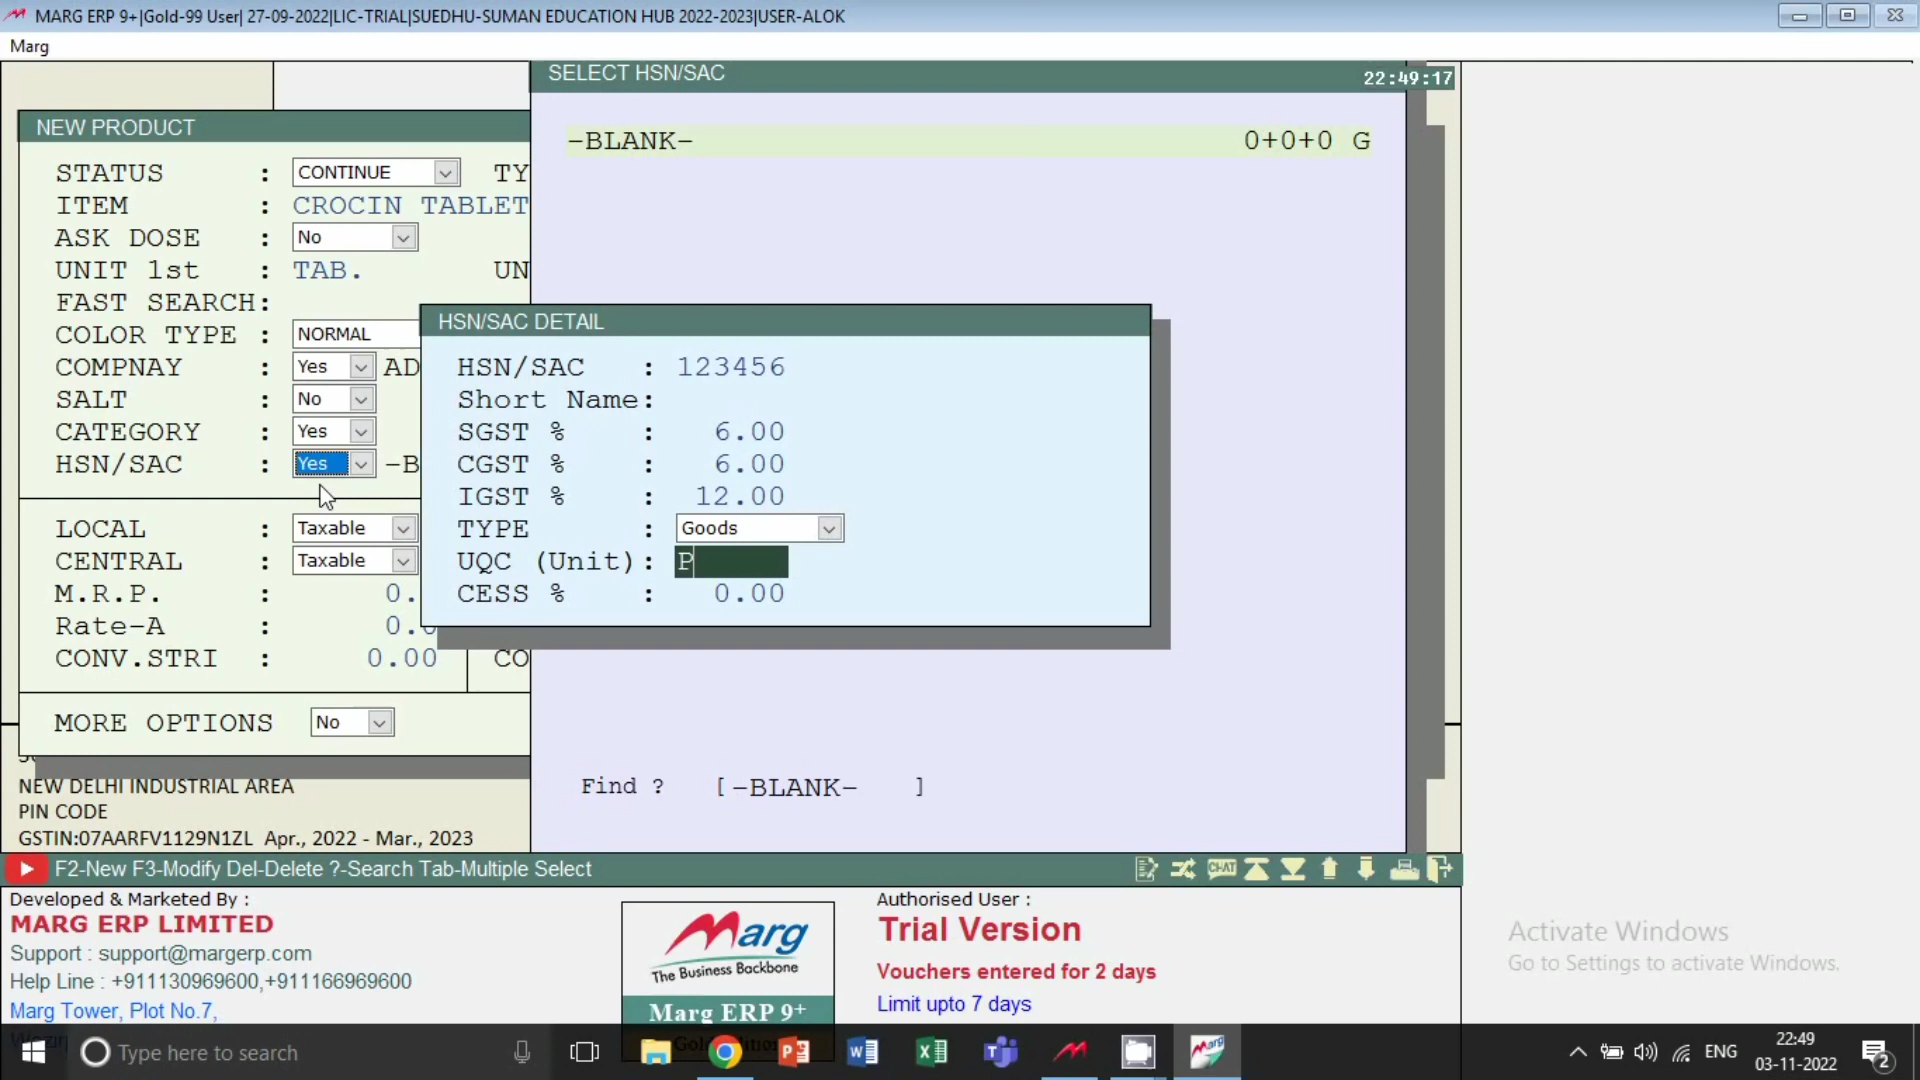 MARG ERP 9+|Gold-99 User| 27-09-2022|LIC-TRIAL|SUEDHU-SUMAN EDUCATION HUB 2022-2023|USER-ALOK
Marg
SELECT HSN/SAC
22:49:17
-BLANK- 0+0+0 G
NEW PRODUCT
STATUS : CONTINUE TY
ITEM : CROCIN TABLET
ASK DOSE : No
UNIT 1st : TAB. UN
FAST SEARCH:
COLOR TYPE : NORMAL
COMPNAY : Yes AD
SALT : No
CATEGORY : Yes
HSN/SAC : Yes -B
LOCAL : Taxable
CENTRAL : Taxable
M.R.P. : 0.
Rate-A : 0.0
CONV.STRI : 0.00 CO
MORE OPTIONS No
HSN/SAC DETAIL
HSN/SAC : 123456
Short Name:
SGST % : 6.00
CGST % : 6.00
IGST % : 12.00
TYPE : Goods
UQC (Unit): P
CESS % : 0.00
Find ? [-BLANK- ]
NEW DELHI INDUSTRIAL AREA
PIN CODE
GSTIN:07AARFV1129N1ZL Apr., 2022 - Mar., 2023
F2-New F3-Modify Del-Delete ?-Search Tab-Multiple Select
CHAT
Developed & Marketed By :
MARG ERP LIMITED
Support : support@margerp.com
Help Line : +911130969600,+911166969600
Marg Tower, Plot No.7,
Marg
The Business Backbone
Marg ERP 9+
Authorised User :
Trial Version
Vouchers entered for 2 days
Limit upto 7 days
Activate Windows
Go to Settings to activate Windows.
Type here to search
ENG
22:49
03-11-2022
2